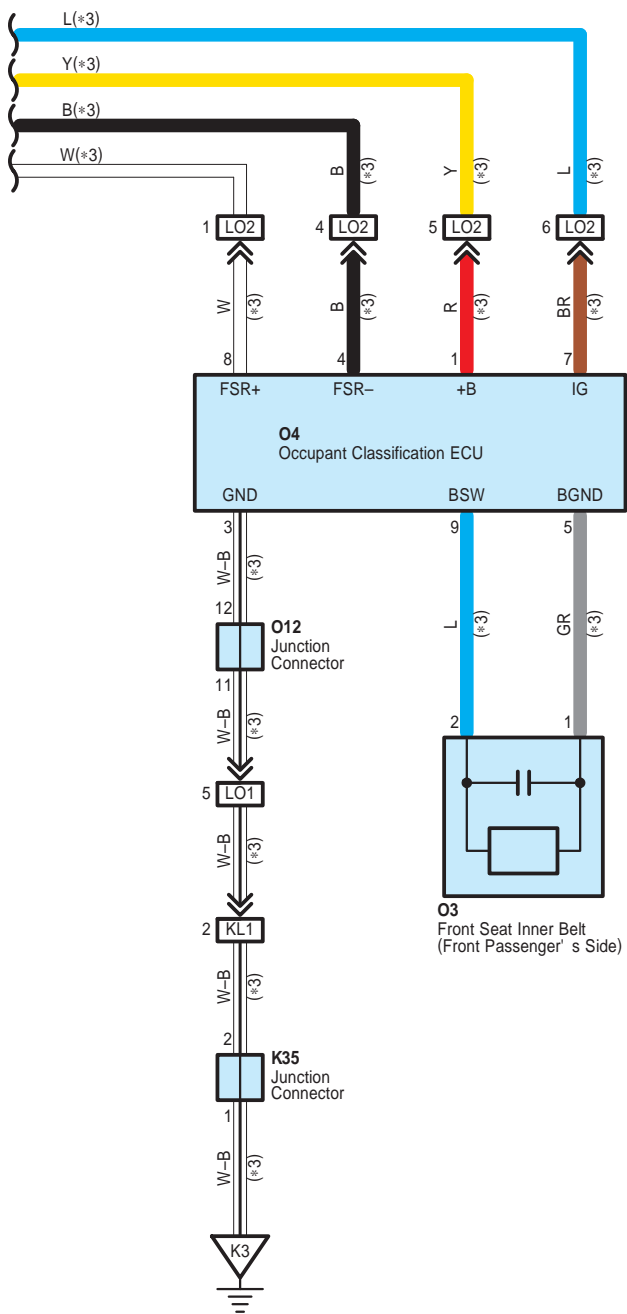 L(*3)
Y(*3)
B(*3)
W(*3)
B (*3) Y (*3) L (*3)
1 LO2 4 LO2 5 LO2 6 LO2
W (*3) B (*3) R (*3) BR (*3)
8 4 1 7
FSR+ FSR– +B IG
O4
Occupant Classification ECU
GND BSW BGND
3 9 5
W–B (*3) L (*3) GR (*3)
12
O12
Junction
Connector
11
W–B (*3)
2 1
5 LO1
W–B (*3)
O3
Front Seat Inner Belt
(Front Passenger' s Side)
2 KL1
W–B (*3)
2
K35
Junction
Connector
1
W–B (*3)
K3